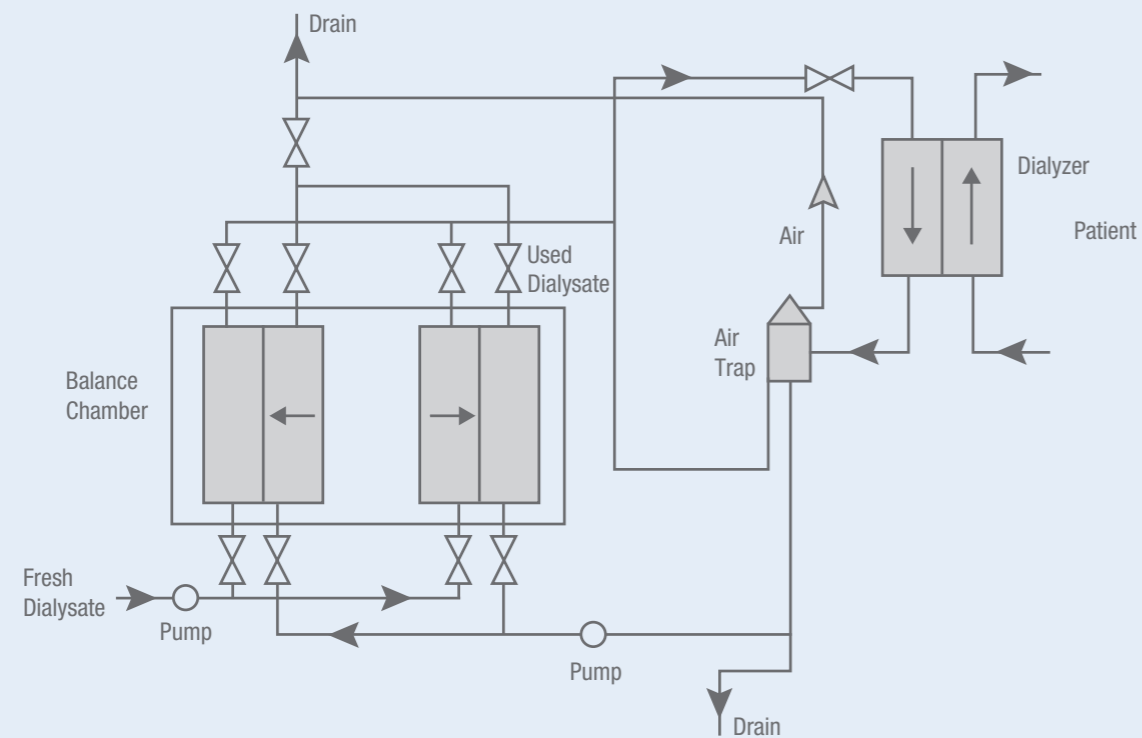 Drain
Dialyzer
Patient
Air
Used
Dialysate
Air
Trap
Balance
Chamber
Fresh
Dialysate
Pump
Pump
Drain